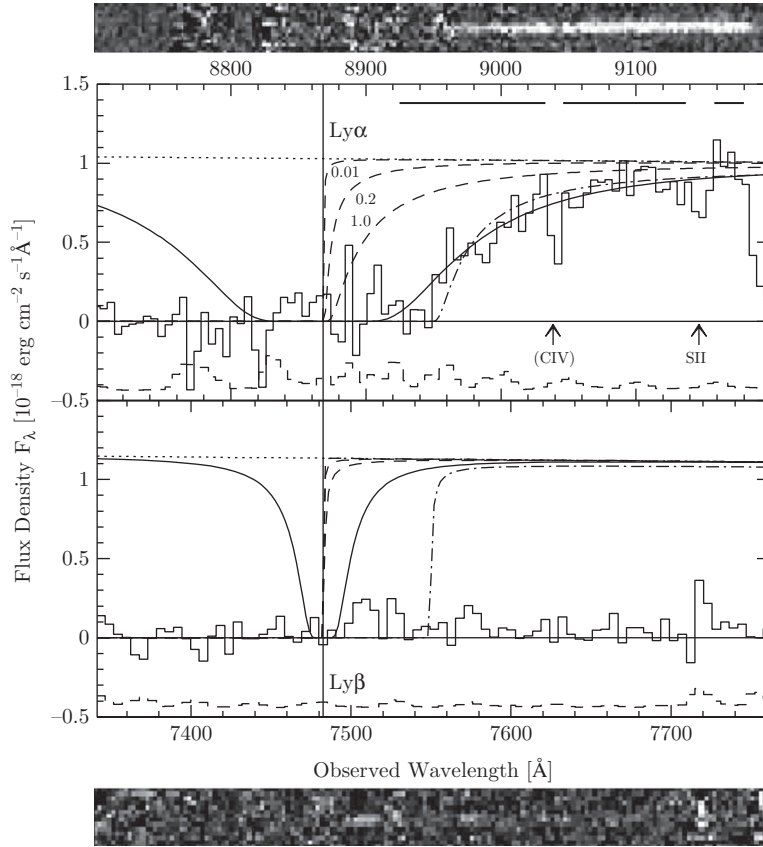 8800 8900 9000 9100
1.5
Lyα
1
0.01
0.2
1.0
0.5
0
(CIV) SII
−0.5
1
0.5
0
Lyβ
−0.5
7400 7500 7600 7700
Observed Wavelength [Å]
Flux Density F_λ [10⁻¹⁸ erg cm⁻² s⁻¹Å⁻¹]